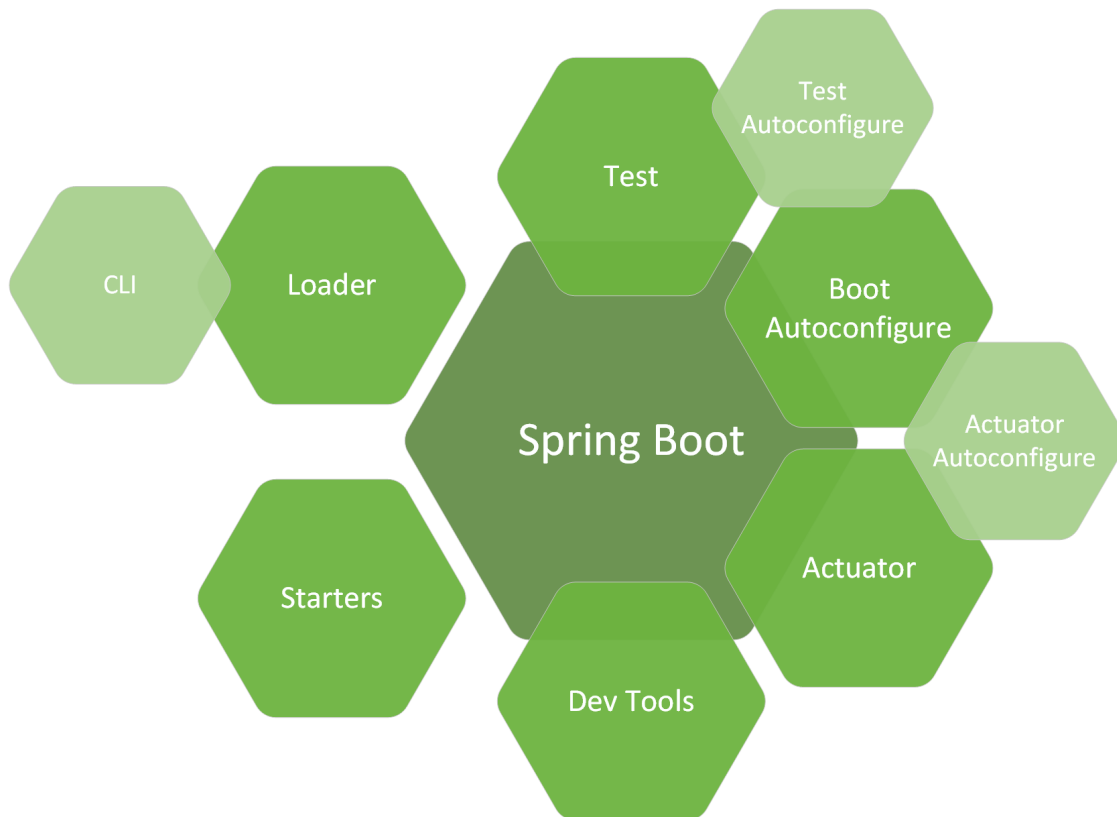 Test
Autoconfigure
Test
CLI
Loader
Boot
Autoconfigure
Spring Boot
Actuator
Autoconfigure
Starters
Actuator
Dev Tools